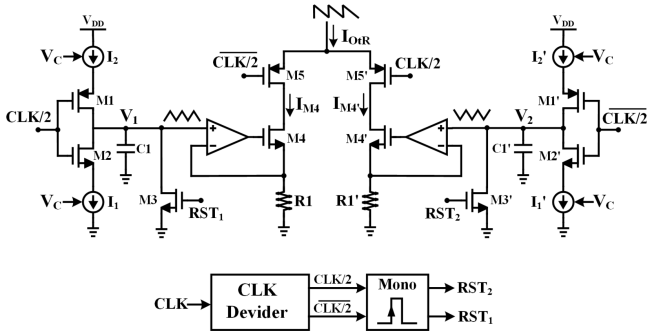 V_DD
I_OtR
V_DD
V_C I_2
CLK/2̅
CLK/2
I_2' V_C
M5
M5'
M1
V_1
I_M4
I_M4'
V_2
M1'
CLK/2
C̅L̅K̅/̅2̅
M4
M4'
M2
C1
C1'
M2'
M3
RST_1
R1
R1'
RST_2
M3'
V_C I_1
I_1' V_C
CLK
CLK
Devider
CLK/2
C̅L̅K̅/̅2̅
Mono
RST_2
RST_1